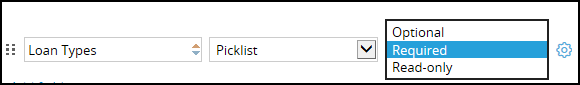 Loan Types
Picklist
Optional
Required
Read-only